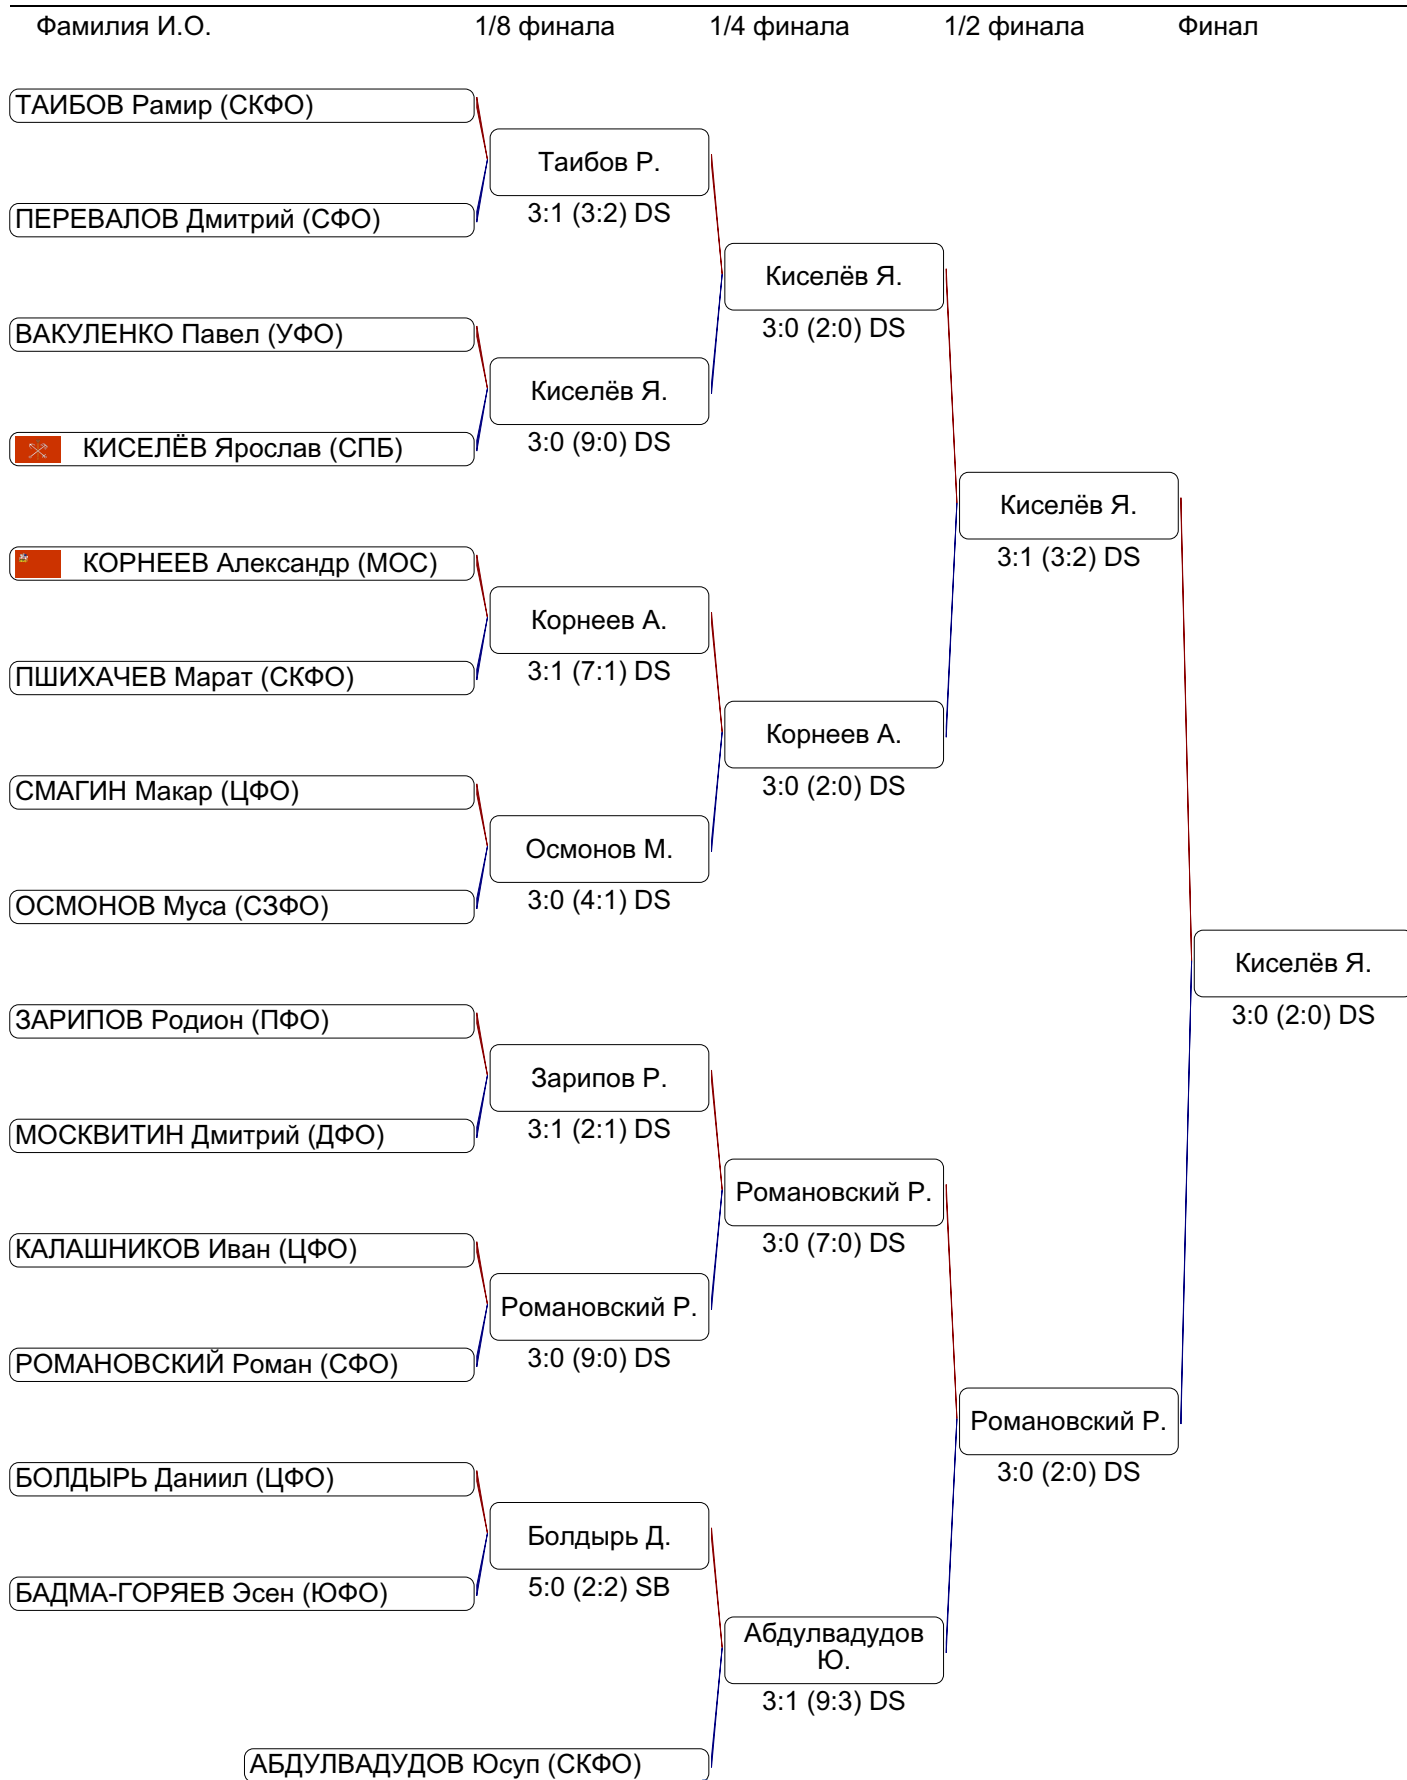 Фамилия И.О. 1/8 финала 1/4 финала 1/2 финала Финал
ТАИБОВ Рамир (СКФО)
Таибов Р.
3:1 (3:2) DS
ПЕРЕВАЛОВ Дмитрий (СФО)
Киселёв Я.
3:0 (2:0) DS
ВАКУЛЕНКО Павел (УФО)
Киселёв Я.
3:0 (9:0) DS
КИСЕЛЁВ Ярослав (СПБ)
Киселёв Я.
3:1 (3:2) DS
КОРНЕЕВ Александр (МОС)
Корнеев А.
3:1 (7:1) DS
ПШИХАЧЕВ Марат (СКФО)
Корнеев А.
3:0 (2:0) DS
СМАГИН Макар (ЦФО)
Осмонов М.
3:0 (4:1) DS
ОСМОНОВ Муса (СЗФО)
Киселёв Я.
3:0 (2:0) DS
ЗАРИПОВ Родион (ПФО)
Зарипов Р.
3:1 (2:1) DS
МОСКВИТИН Дмитрий (ДФО)
Романовский Р.
3:0 (7:0) DS
КАЛАШНИКОВ Иван (ЦФО)
Романовский Р.
3:0 (9:0) DS
РОМАНОВСКИЙ Роман (СФО)
Романовский Р.
3:0 (2:0) DS
БОЛДЫРЬ Даниил (ЦФО)
Болдырь Д.
5:0 (2:2) SB
БАДМА-ГОРЯЕВ Эсен (ЮФО)
Абдулвадудов
Ю.
3:1 (9:3) DS
АБДУЛВАДУДОВ Юсуп (СКФО)